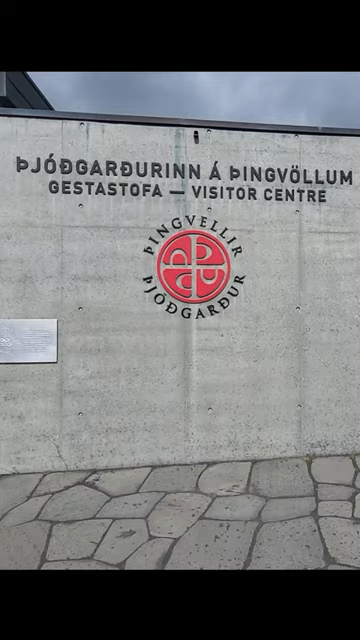 ÞJÓÐGARÐURINN Á ÞINGVÖLLUM
GESTASTOFA — VISITOR CENTRE
ÞINGVELLIR
ÞJÓÐGARÐUR